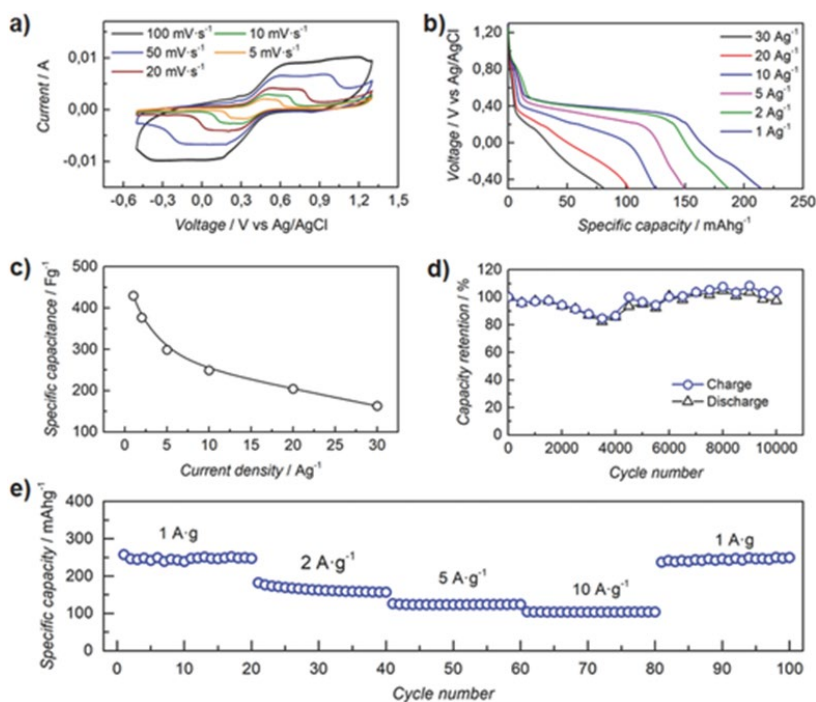 a)
100 mV·s⁻¹ 10 mV·s⁻¹
50 mV·s⁻¹ 5 mV·s⁻¹
20 mV·s⁻¹
Current / A
0,01
0,00
-0,01
-0,6 -0,3 0,0 0,3 0,6 0,9 1,2 1,5
Voltage / V vs Ag/AgCl
b)
Voltage / V vs Ag/AgCl
1,20
0,80
0,40
0,00
-0,40
30 Ag⁻¹
20 Ag⁻¹
10 Ag⁻¹
5 Ag⁻¹
2 Ag⁻¹
1 Ag⁻¹
0 50 100 150 200 250
Specific capacity / mAhg⁻¹
c)
Specific capacitance / Fg⁻¹
500
400
300
200
100
0 5 10 15 20 25 30
Current density / Ag⁻¹
d)
Capacity retention / %
120
100
80
60
40
20
0
Charge
Discharge
0 2000 4000 6000 8000 10000
Cycle number
e)
Specific capacity / mAhg⁻¹
400
300
200
100
0
1 A·g
2 A·g⁻¹
5 A·g⁻¹
10 A·g⁻¹
1 A·g
0 10 20 30 40 50 60 70 80 90 100
Cycle number